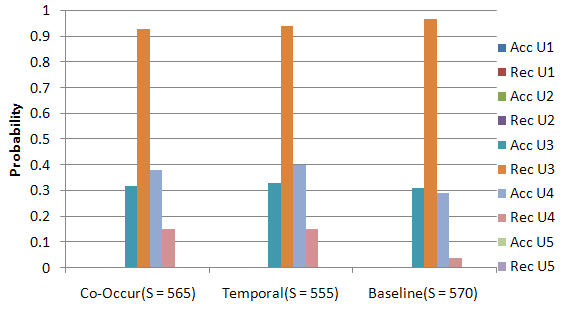 1
0.9
0.8
0.7
0.6
0.5
0.4
0.3
0.2
0.1
0
Probability
Co-Occur(S = 565)
Temporal(S = 555)
Baseline(S = 570)
Acc U1
Rec U1
Acc U2
Rec U2
Acc U3
Rec U3
Acc U4
Rec U4
Acc U5
Rec U5